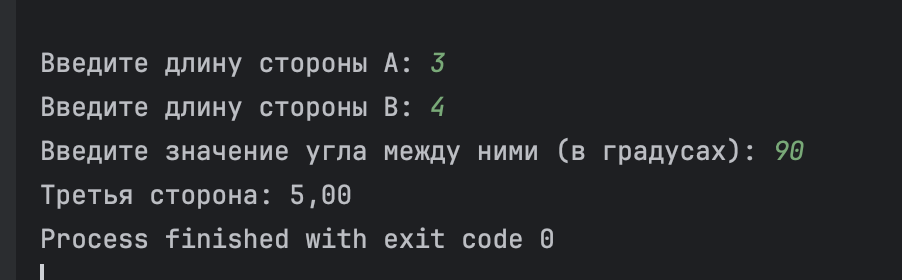 Введите длину стороны A: 3
Введите длину стороны B: 4
Введите значение угла между ними (в градусах): 90
Третья сторона: 5,00
Process finished with exit code 0